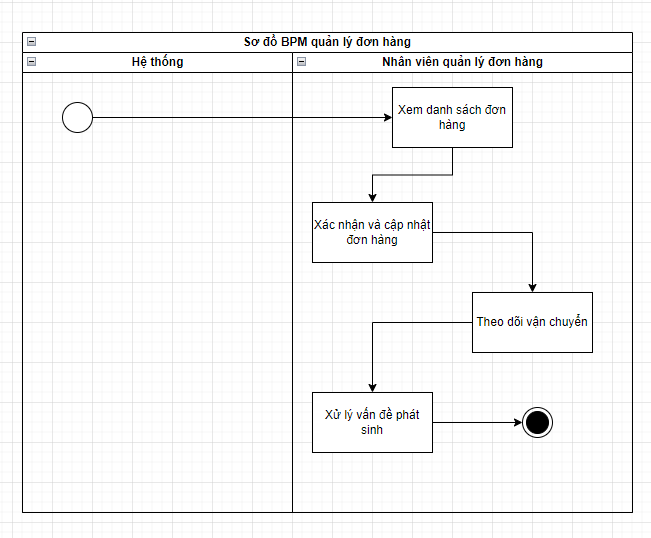 Sơ đồ BPM quản lý đơn hàng
Hệ thống
Nhân viên quản lý đơn hàng
Xem danh sách đơn
hàng
Xác nhận và cập nhật
đơn hàng
Theo dõi vận chuyển
Xử lý vấn đề phát
sinh